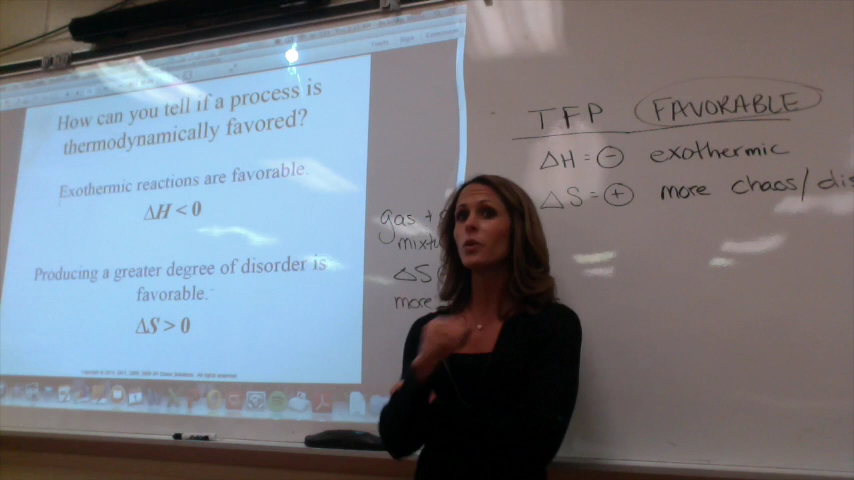 How can you tell if a process is
thermodynamically favored?
Exothermic reactions are favorable.
ΔH < 0
Producing a greater degree of disorder is
favorable.
ΔS > 0
TFP FAVORABLE
ΔH = - exothermic
ΔS = + more chaos/dis
gas +
mixtu
ΔS
more